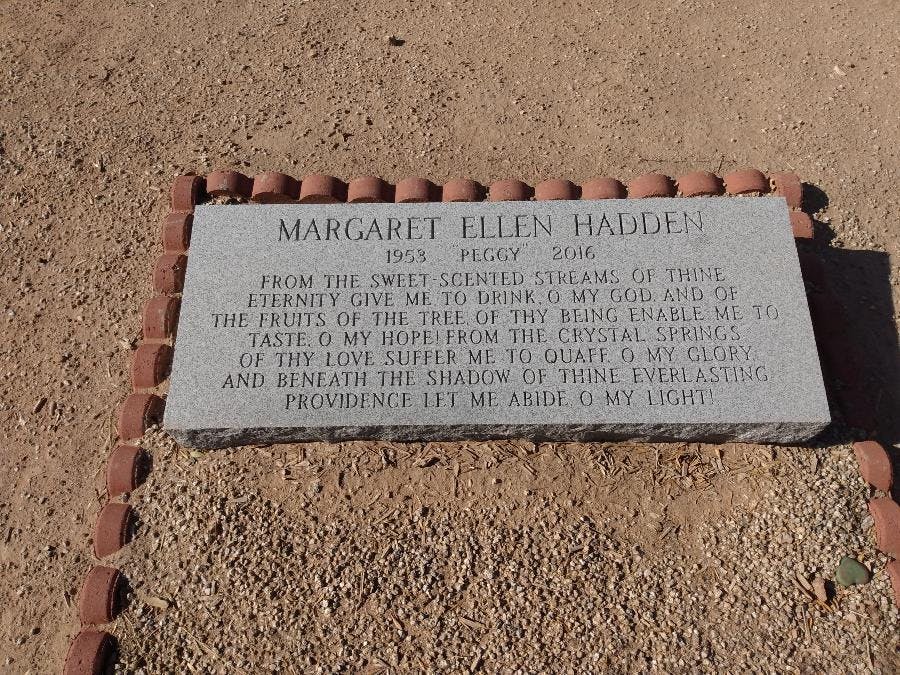 MARGARET ELLEN HADDEN
1953 "PEGGY" 2016
FROM THE SWEET-SCENTED STREAMS OF THINE
ETERNITY GIVE ME TO DRINK, O MY GOD, AND OF
THE FRUITS OF THE TREE OF THY BEING ENABLE ME TO
TASTE, O MY HOPE! FROM THE CRYSTAL SPRINGS
OF THY LOVE SUFFER ME TO QUAFF, O MY GLORY,
AND BENEATH THE SHADOW OF THINE EVERLASTING
PROVIDENCE LET ME ABIDE, O MY LIGHT!